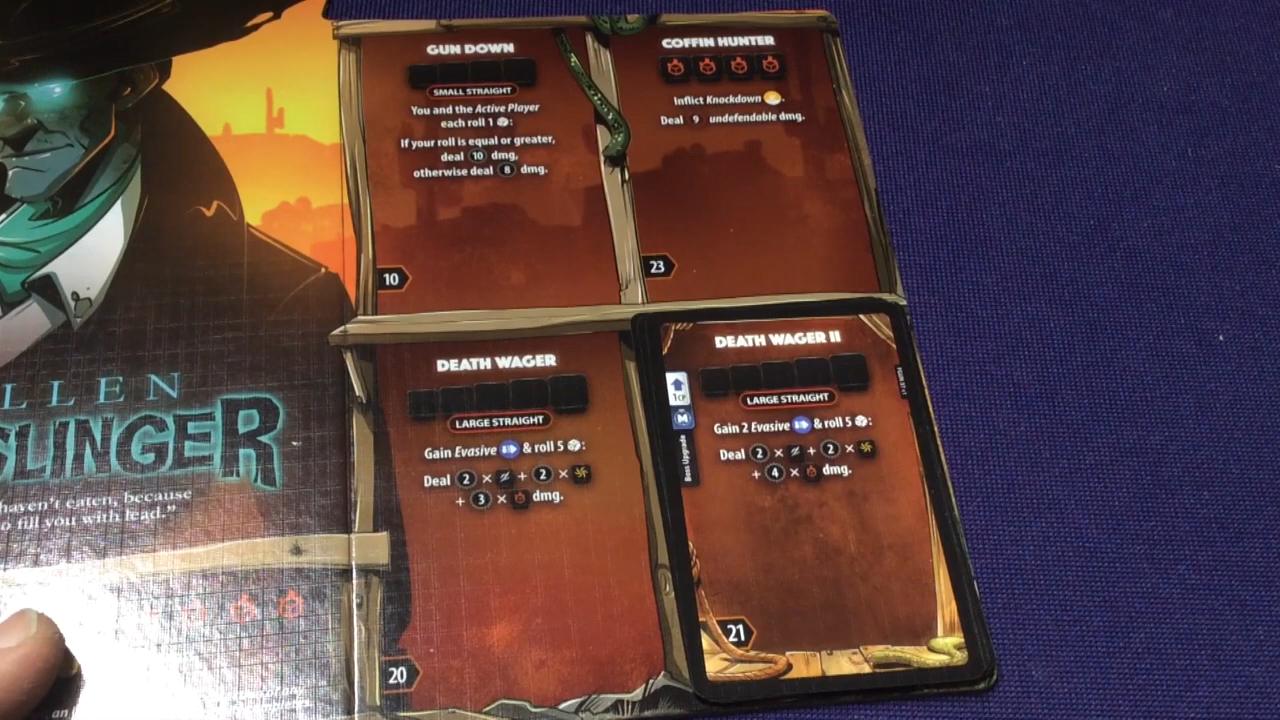 GUN DOWN
SMALL STRAIGHT
You and the Active Player
each roll 1 :
If your roll is equal or greater,
deal 10 dmg,
otherwise deal 8 dmg.
10
COFFIN HUNTER
Inflict Knockdown .
Deal 9 undefendable dmg.
23
DEATH WAGER
LARGE STRAIGHT
Gain Evasive & roll 5 :
Deal 2 × + 2 ×
+ 3 × dmg.
20
DEATH WAGER II
1CP
M
Boss Upgrade
LARGE STRAIGHT
Gain 2 Evasive & roll 5 :
Deal 2 × + 2 ×
+ 4 × dmg.
21
LLEN
SLINGER
haven't eaten, because
o fill you with lead."
an